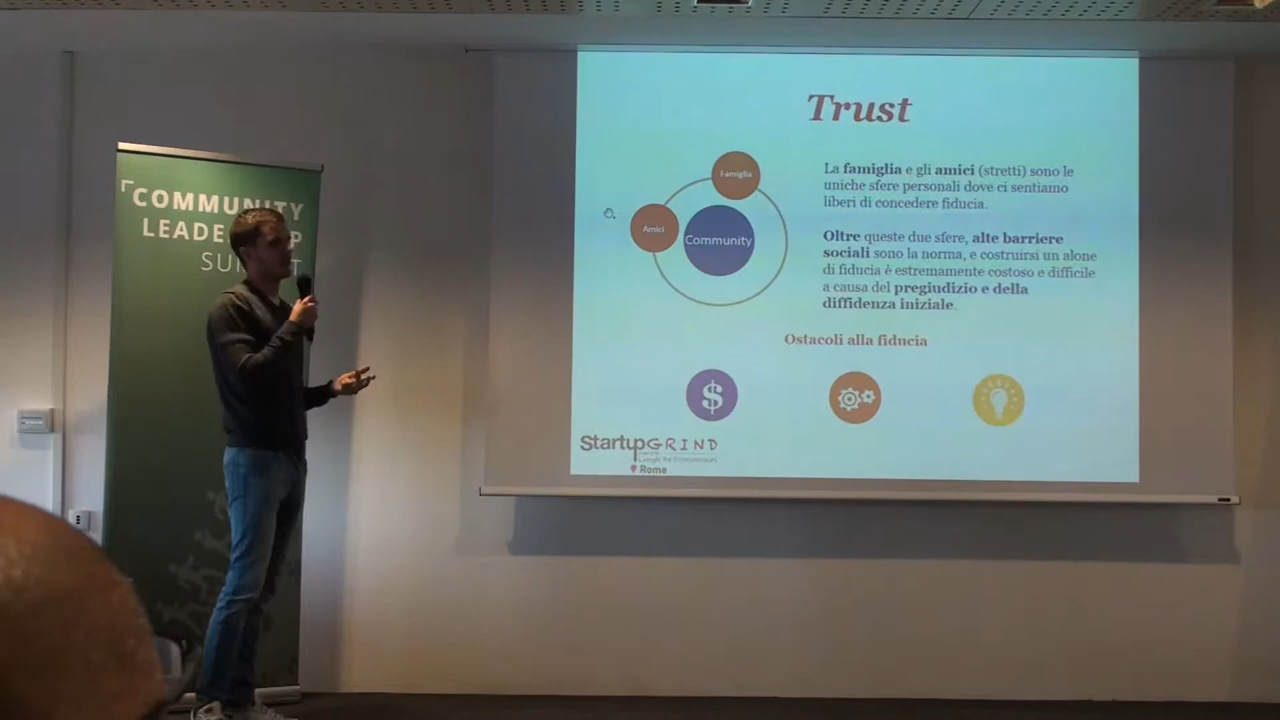 COMMUNITY
LEADE
SU
T
Trust
Famiglia
Amici
Community
La famiglia e gli amici (stretti) sono le
uniche sfere personali dove ci sentiamo
liberi di concedere fiducia.
Oltre queste due sfere, alte barriere
sociali sono la norma, e costruirsi un alone
di fiducia è estremamente costoso e difficile
a causa del pregiudizio e della
diffidenza iniziale.
Ostacoli alla fiducia
$
StartupGRIND
Rome